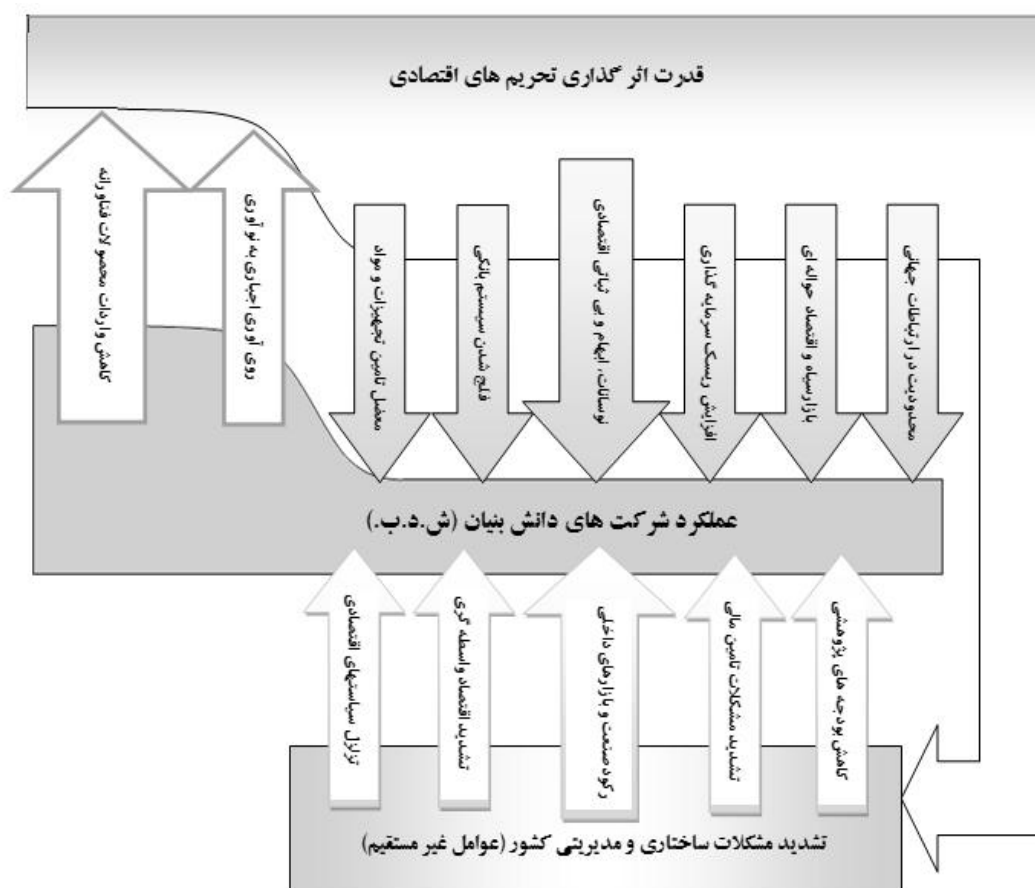 قدرت اثر گذاری تحریم های اقتصادی
محدودیت در ارتباطات جهانی
بازار سیاه و اقتصاد حواله ای
افزایش ریسک سرمایه گذاری
نوسانات، ابهام و بی ثباتی اقتصادی
فلج شدن سیستم بانکی
معضل تامین تجهیزات و مواد
روی آوری اجباری به نوآوری
کاهش واردات محصولات فناورانه
عملکرد شرکت های دانش بنیان (ش.د.ب.)
کاهش بودجه های پژوهشی
تشدید مشکلات تامین مالی
رکود صنعت و بازارهای داخلی
تشدید اقتصاد واسطه گری
تزلزل سیاستهای اقتصادی
تشدید مشکلات ساختاری و مدیریتی کشور (عوامل غیر مستقیم)